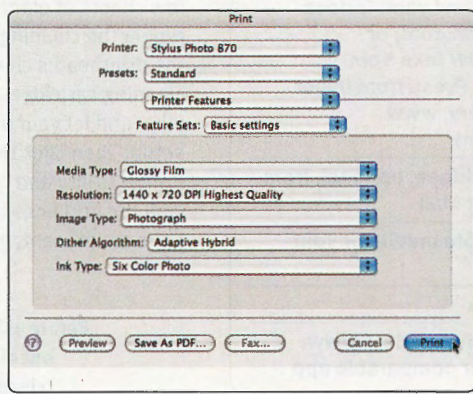 Print
Printer: Stylus Photo 870
Presets: Standard
Printer Features
Feature Sets: Basic settings
Media Type: Glossy Film
Resolution: 1440 x 720 DPI Highest Quality
Image Type: Photograph
Dither Algorithm: Adaptive Hybrid
Ink Type: Six Color Photo
? Preview Save As PDF... Fax... Cancel Print